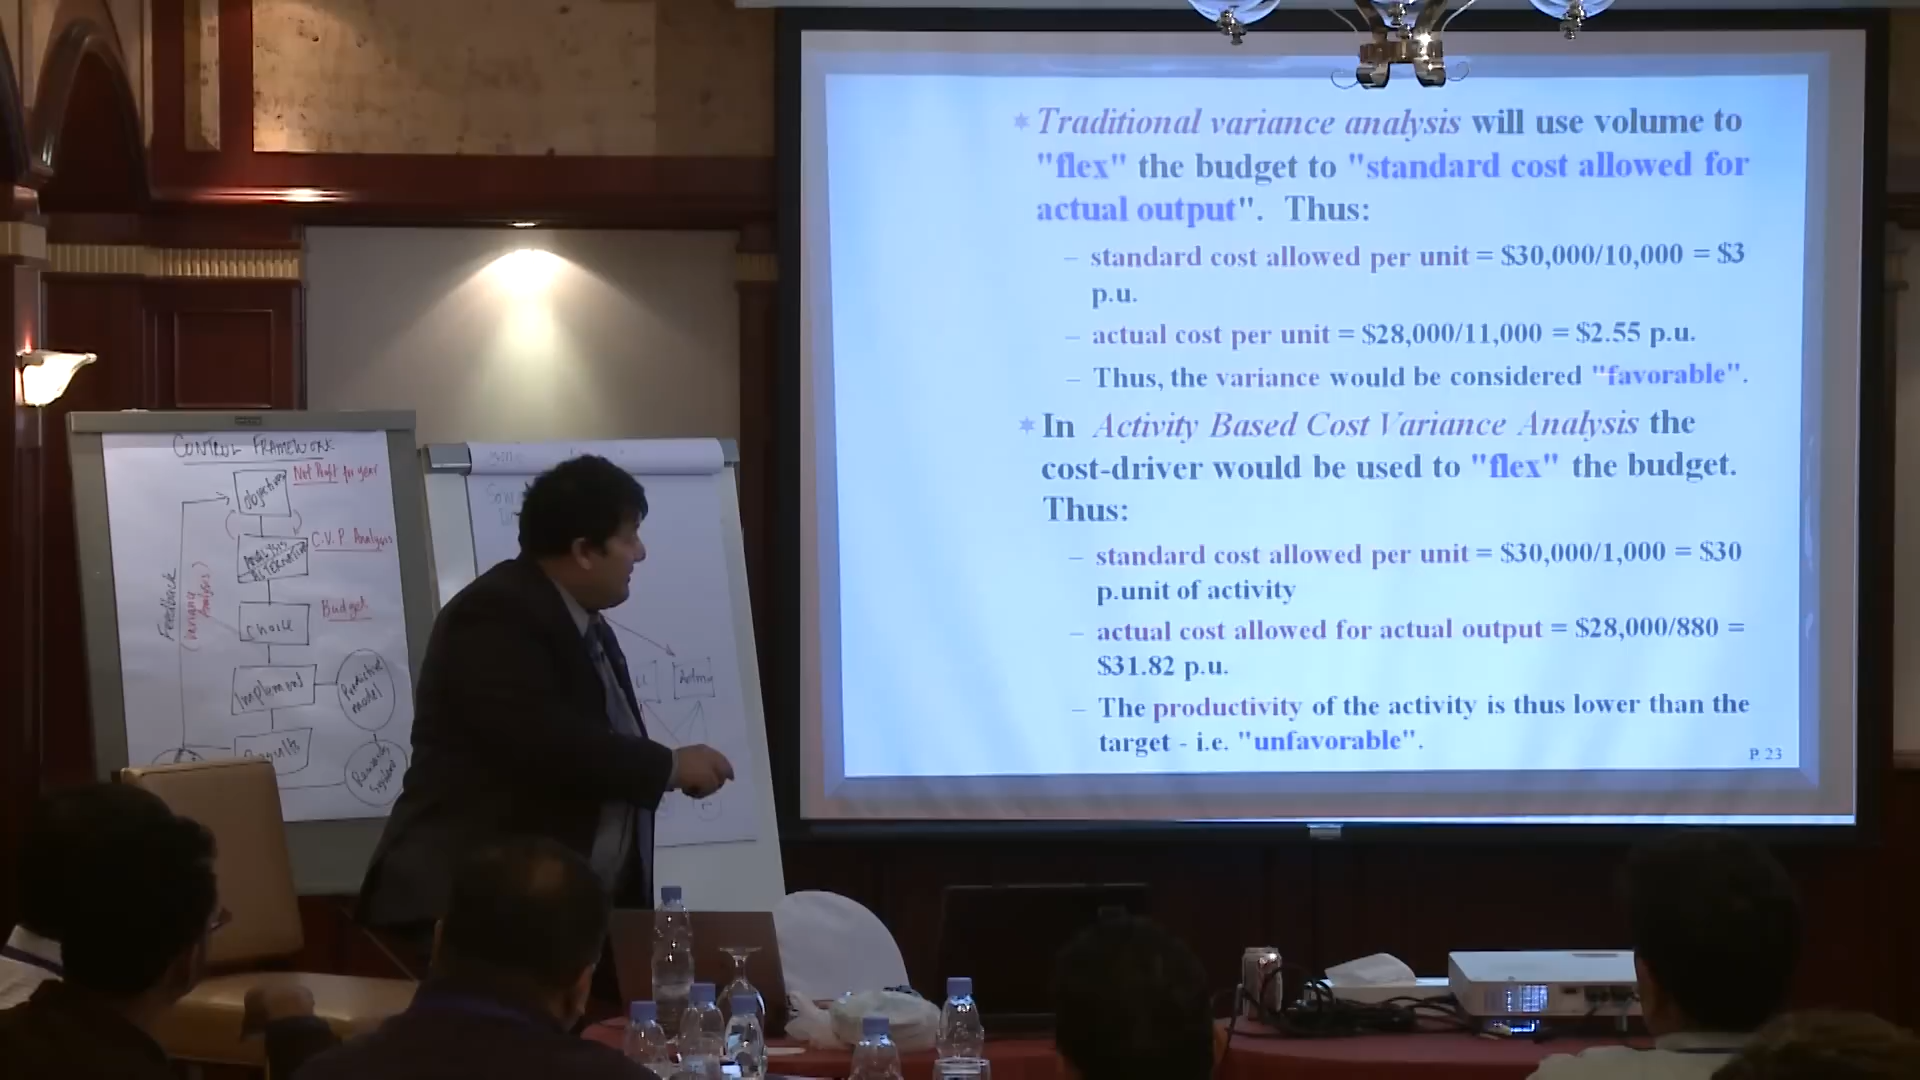 Traditional variance analysis will use volume to
"flex" the budget to "standard cost allowed for
actual output". Thus:
– standard cost allowed per unit = $30,000/10,000 = $3
p.u.
– actual cost per unit = $28,000/11,000 = $2.55 p.u.
– Thus, the variance would be considered "favorable".
In Activity Based Cost Variance Analysis the
cost-driver would be used to "flex" the budget.
Thus:
– standard cost allowed per unit = $30,000/1,000 = $30
p.unit of activity
– actual cost allowed for actual output = $28,000/880 =
$31.82 p.u.
– The productivity of the activity is thus lower than the
target - i.e. "unfavorable".
P. 23
CONTROL FRAMEWORK
Net Profit for year
C.V.P Analysis
Budget
choice
Feedback
(Variance
Analysis)
Implement
Predictive
model
Results